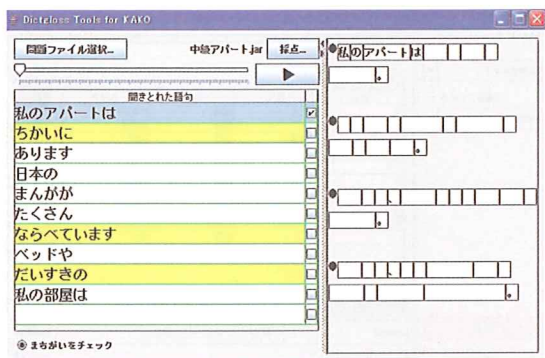 Dictgloss Tools for KAKO
問題ファイル選択...
中級アパート.jar
採点...
聞きとれた語句
私のアパートは
ちかいに
あります
日本の
まんがが
たくさん
ならべています
ベッドや
だいすきの
私の部屋は
まちがいをチェック
私のアパートは
。
。
、
。
、
。